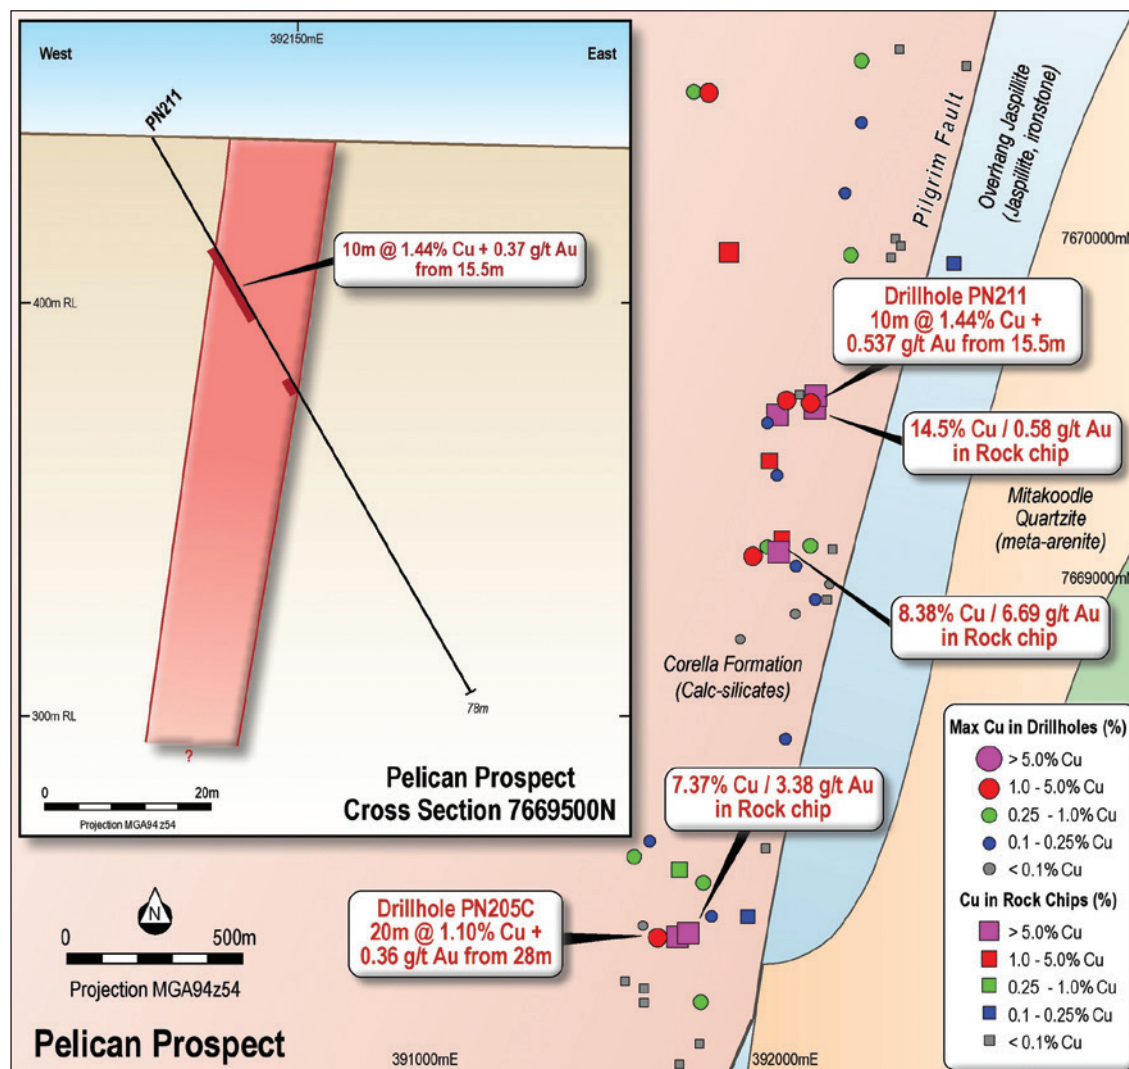 392150mE
West
East
PN211
10m @ 1.44% Cu + 0.37 g/t Au
from 15.5m
400m RL
300m RL
78m
?
0
20m
Projection MGA94 z54
Pelican Prospect
Cross Section 7669500N
Pilgrim Fault
Overhang Jaspillite
(Jaspillite, ironstone)
7670000mN
Drillhole PN211
10m @ 1.44% Cu +
0.537 g/t Au from 15.5m
14.5% Cu / 0.58 g/t Au
in Rock chip
Mitakoodle
Quartzite
(meta-arenite)
7669000mN
8.38% Cu / 6.69 g/t Au
in Rock chip
Corella Formation
(Calc-silicates)
7.37% Cu / 3.38 g/t Au
in Rock chip
Drillhole PN205C
20m @ 1.10% Cu +
0.36 g/t Au from 28m
Max Cu in Drillholes (%)
> 5.0% Cu
1.0 - 5.0% Cu
0.25 - 1.0% Cu
0.1 - 0.25% Cu
< 0.1% Cu
Cu in Rock Chips (%)
> 5.0% Cu
1.0 - 5.0% Cu
0.25 - 1.0% Cu
0.1 - 0.25% Cu
< 0.1% Cu
N
0
500m
Projection MGA94z54
Pelican Prospect
391000mE
392000mE